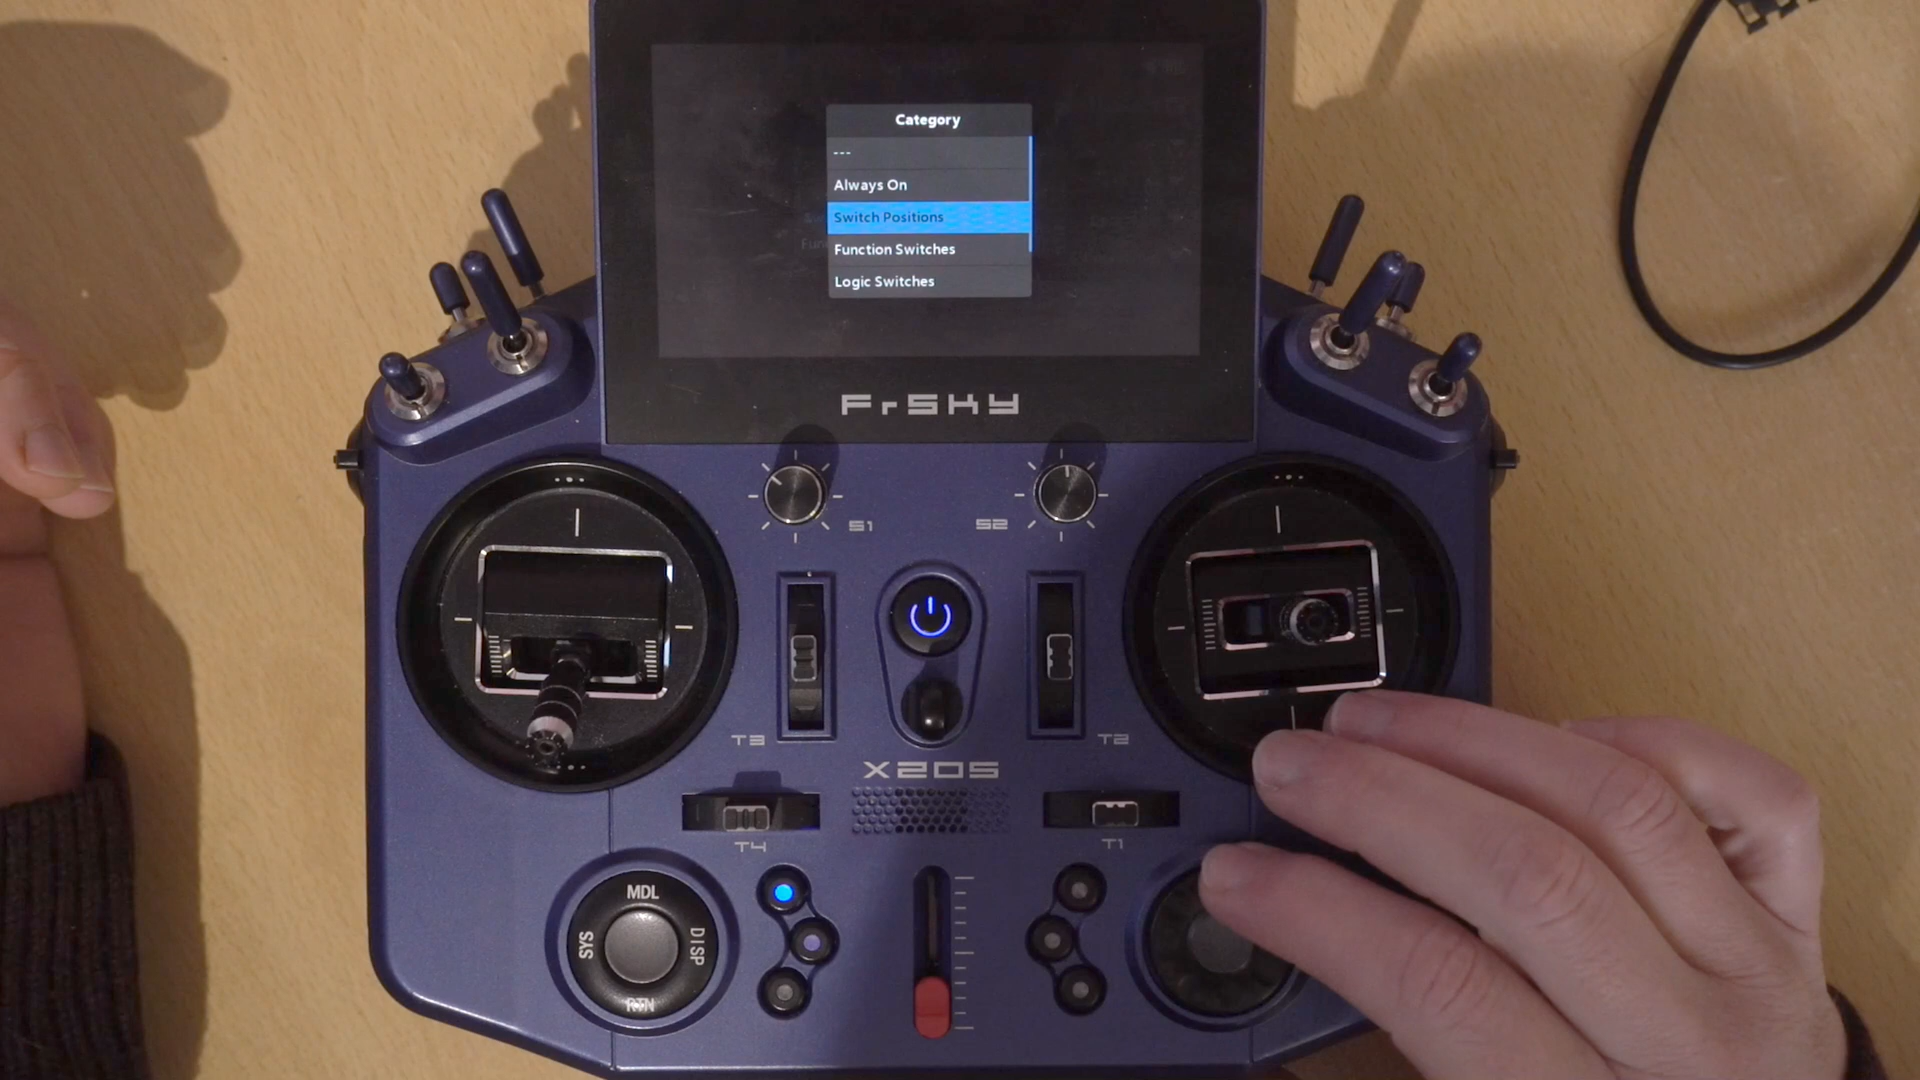 Category
---
Always On
Switch Positions
Function Switches
Logic Switches
FrSKY
S1
S2
T3
T2
X20S
T4
T1
MDL
SYS
DISP
RTN